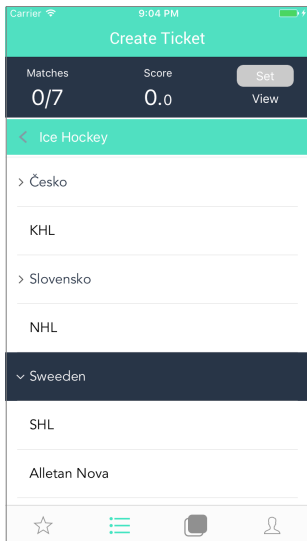 Carrier 9:04 PM
Create Ticket
Matches Score Set
0/7 0.0 View
Ice Hockey
Česko
KHL
Slovensko
NHL
Sweeden
SHL
Alletan Nova